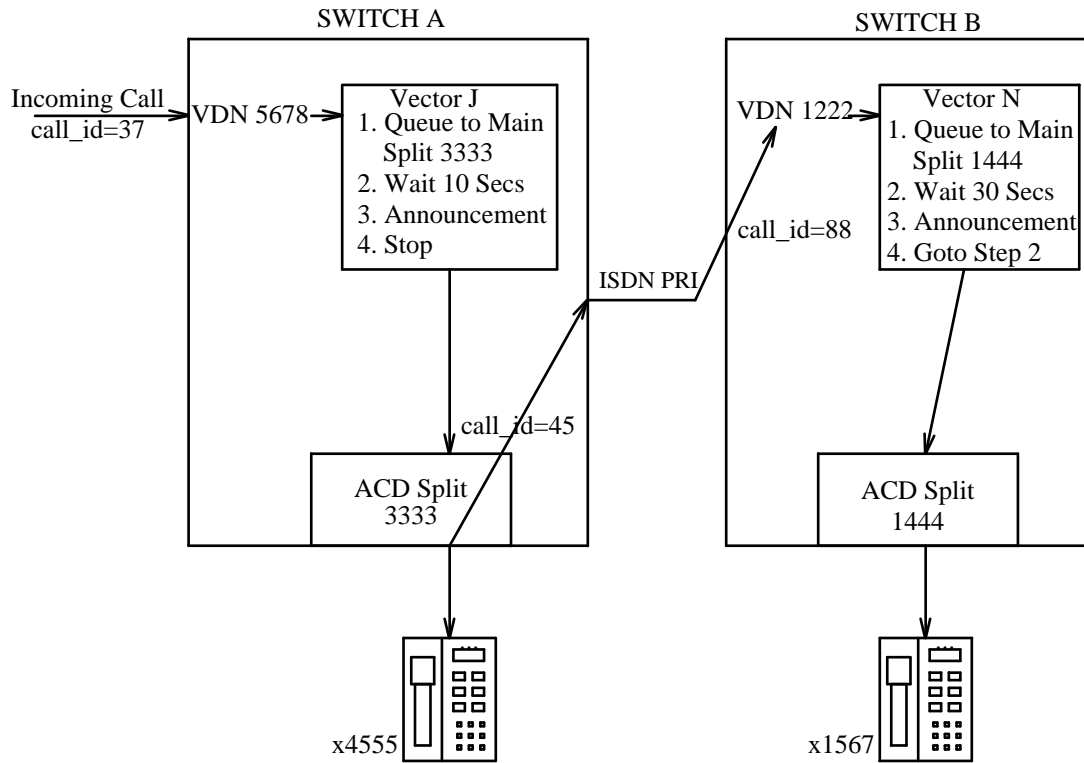 SWITCH A
SWITCH B
Incoming Call
call_id=37
VDN 5678
Vector J
1. Queue to Main
Split 3333
2. Wait 10 Secs
3. Announcement
4. Stop
VDN 1222
Vector N
1. Queue to Main
Split 1444
2. Wait 30 Secs
3. Announcement
4. Goto Step 2
call_id=88
ISDN PRI
call_id=45
ACD Split
3333
ACD Split
1444
x4555
x1567